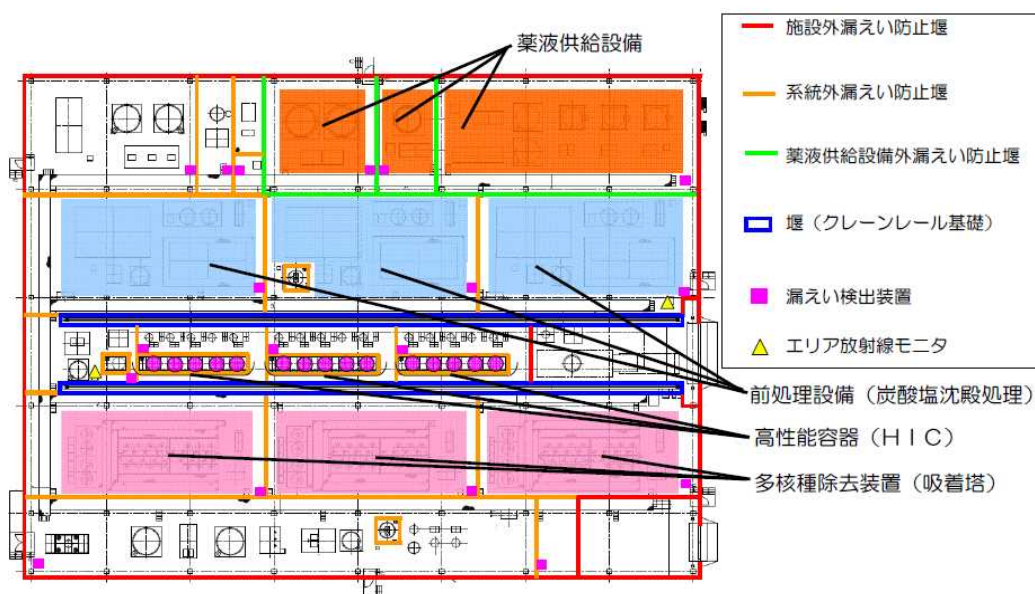 薬液供給設備
施設外漏えい防止堰
系統外漏えい防止堰
薬液供給設備外漏えい防止堰
堰（クレーンレール基礎）
漏えい検出装置
エリア放射線モニタ
前処理設備（炭酸塩沈殿処理）
高性能容器（ＨＩＣ）
多核種除去装置（吸着塔）